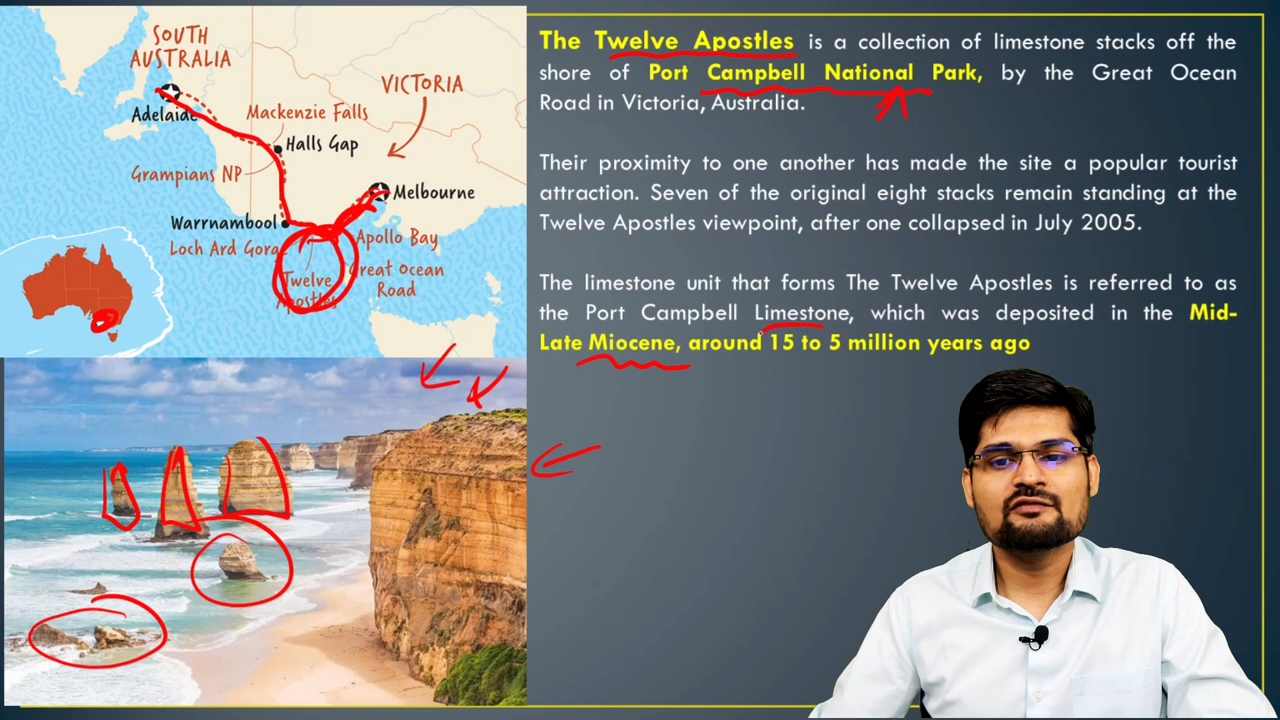 SOUTH
AUSTRALIA
VICTORIA
Adelaide
Mackenzie Falls
Halls Gap
Grampians NP
Melbourne
Warrnambool
Loch Ard Gorge
Apollo Bay
Twelve
Apostles
Great Ocean
Road
The Twelve Apostles is a collection of limestone stacks off the
shore of Port Campbell National Park, by the Great Ocean
Road in Victoria, Australia.
Their proximity to one another has made the site a popular tourist
attraction. Seven of the original eight stacks remain standing at the
Twelve Apostles viewpoint, after one collapsed in July 2005.
The limestone unit that forms The Twelve Apostles is referred to as
the Port Campbell Limestone, which was deposited in the Mid-
Late Miocene, around 15 to 5 million years ago